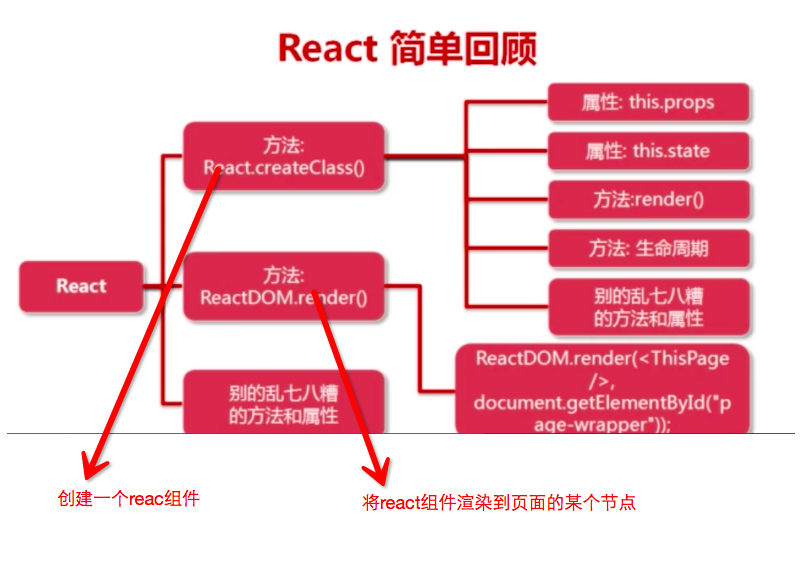 React 简单回顾
React
方法:
React.createClass()
属性: this.props
属性: this.state
方法:render()
方法: 生命周期
别的乱七八糟
的方法和属性
方法:
ReactDOM.render()
ReactDOM.render(<ThisPage
/>,
document.getElementById("p
age-wrapper"));
别的乱七八糟
的方法和属性
创建一个reac组件
将react组件渲染到页面的某个节点